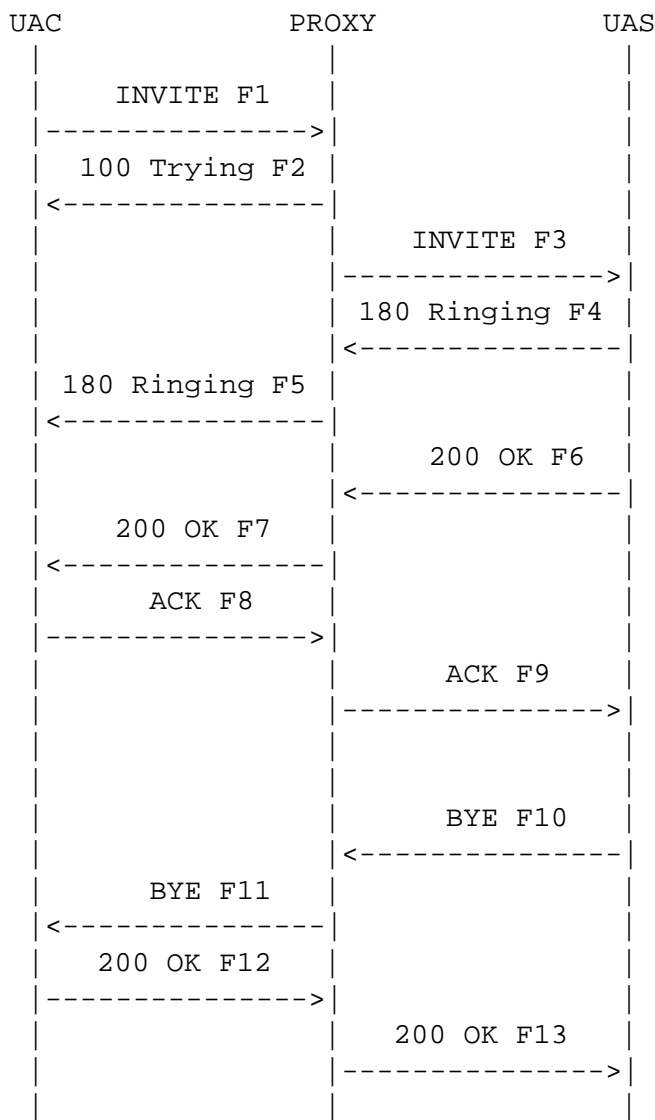 UAC PROXY UAS
INVITE F1
100 Trying F2
INVITE F3
180 Ringing F4
180 Ringing F5
200 OK F6
200 OK F7
ACK F8
ACK F9
BYE F10
BYE F11
200 OK F12
200 OK F13